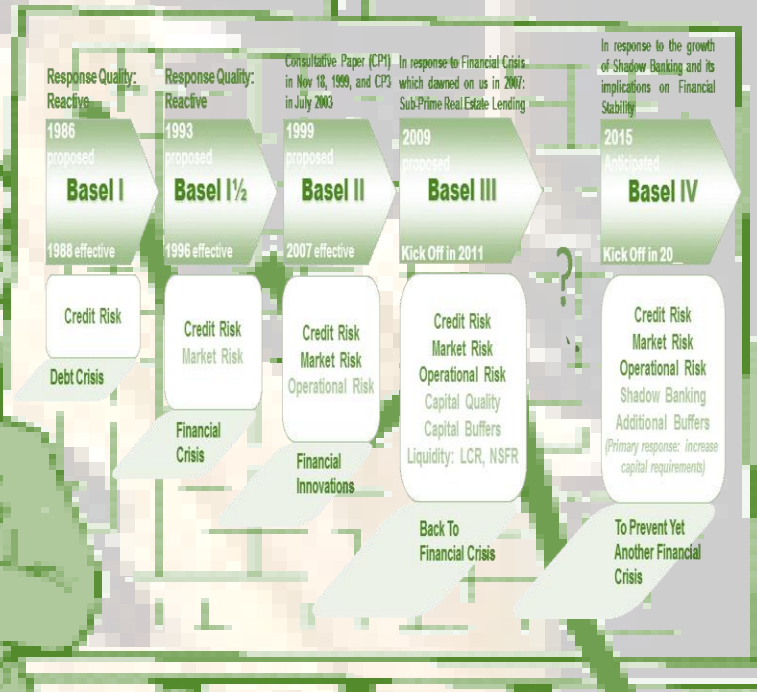 Response Quality:
Reactive
1986
proposed
Basel I
1988 effective
Credit Risk
Debt Crisis
Response Quality:
Reactive
1993
proposed
Basel I½
1996 effective
Credit Risk
Market Risk
Financial
Crisis
Consultative Paper (CP1)
in Nov 18, 1999, and CP3
in July 2003
1999
proposed
Basel II
2007 effective
Credit Risk
Market Risk
Operational Risk
Financial
Innovations
In response to Financial Crisis
which dawned on us in 2007:
Sub-Prime Real Estate Lending
2009
proposed
Basel III
Kick Off in 2011
Credit Risk
Market Risk
Operational Risk
Capital Quality
Capital Buffers
Liquidity: LCR, NSFR
Back To
Financial Crisis
?
In response to the growth
of Shadow Banking and its
implications on Financial
Stability
2015
Anticipated
Basel IV
Kick Off in 20__
Credit Risk
Market Risk
Operational Risk
Shadow Banking
Additional Buffers
(Primary response: increase
capital requirements)
To Prevent Yet
Another Financial
Crisis